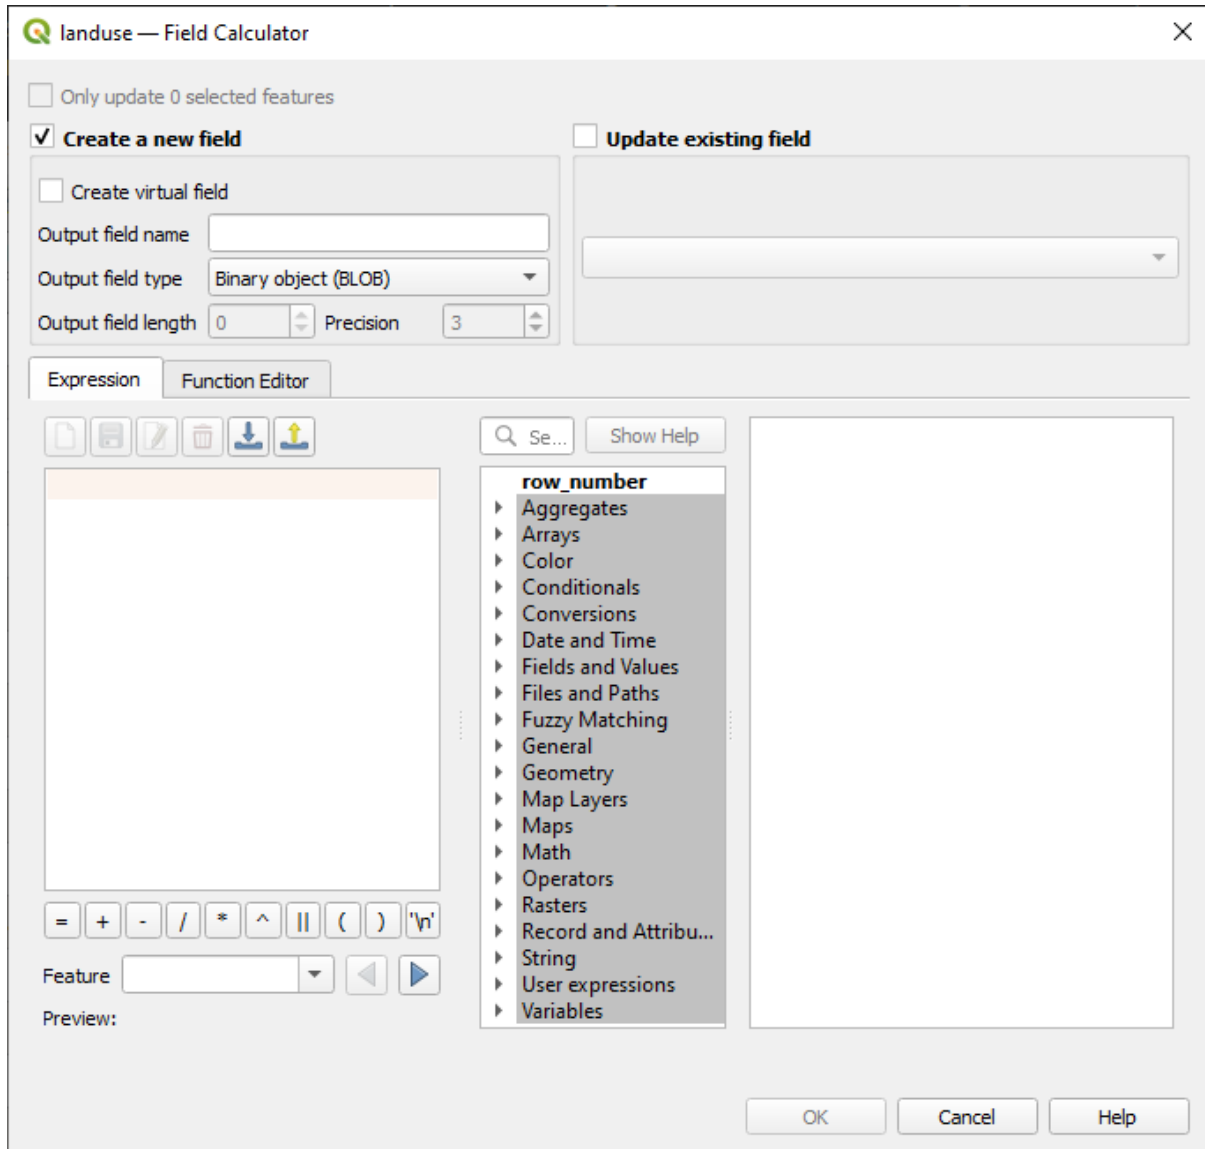 landuse — Field Calculator
Only update 0 selected features
Create a new field
Update existing field
Create virtual field
Output field name
Output field type Binary object (BLOB)
Output field length 0 Precision 3
Expression Function Editor
Se... Show Help
row_number
Aggregates
Arrays
Color
Conditionals
Conversions
Date and Time
Fields and Values
Files and Paths
Fuzzy Matching
General
Geometry
Map Layers
Maps
Math
Operators
Rasters
Record and Attribu...
String
User expressions
Variables
= + - / * ^ || ( ) '\n'
Feature
Preview:
OK Cancel Help